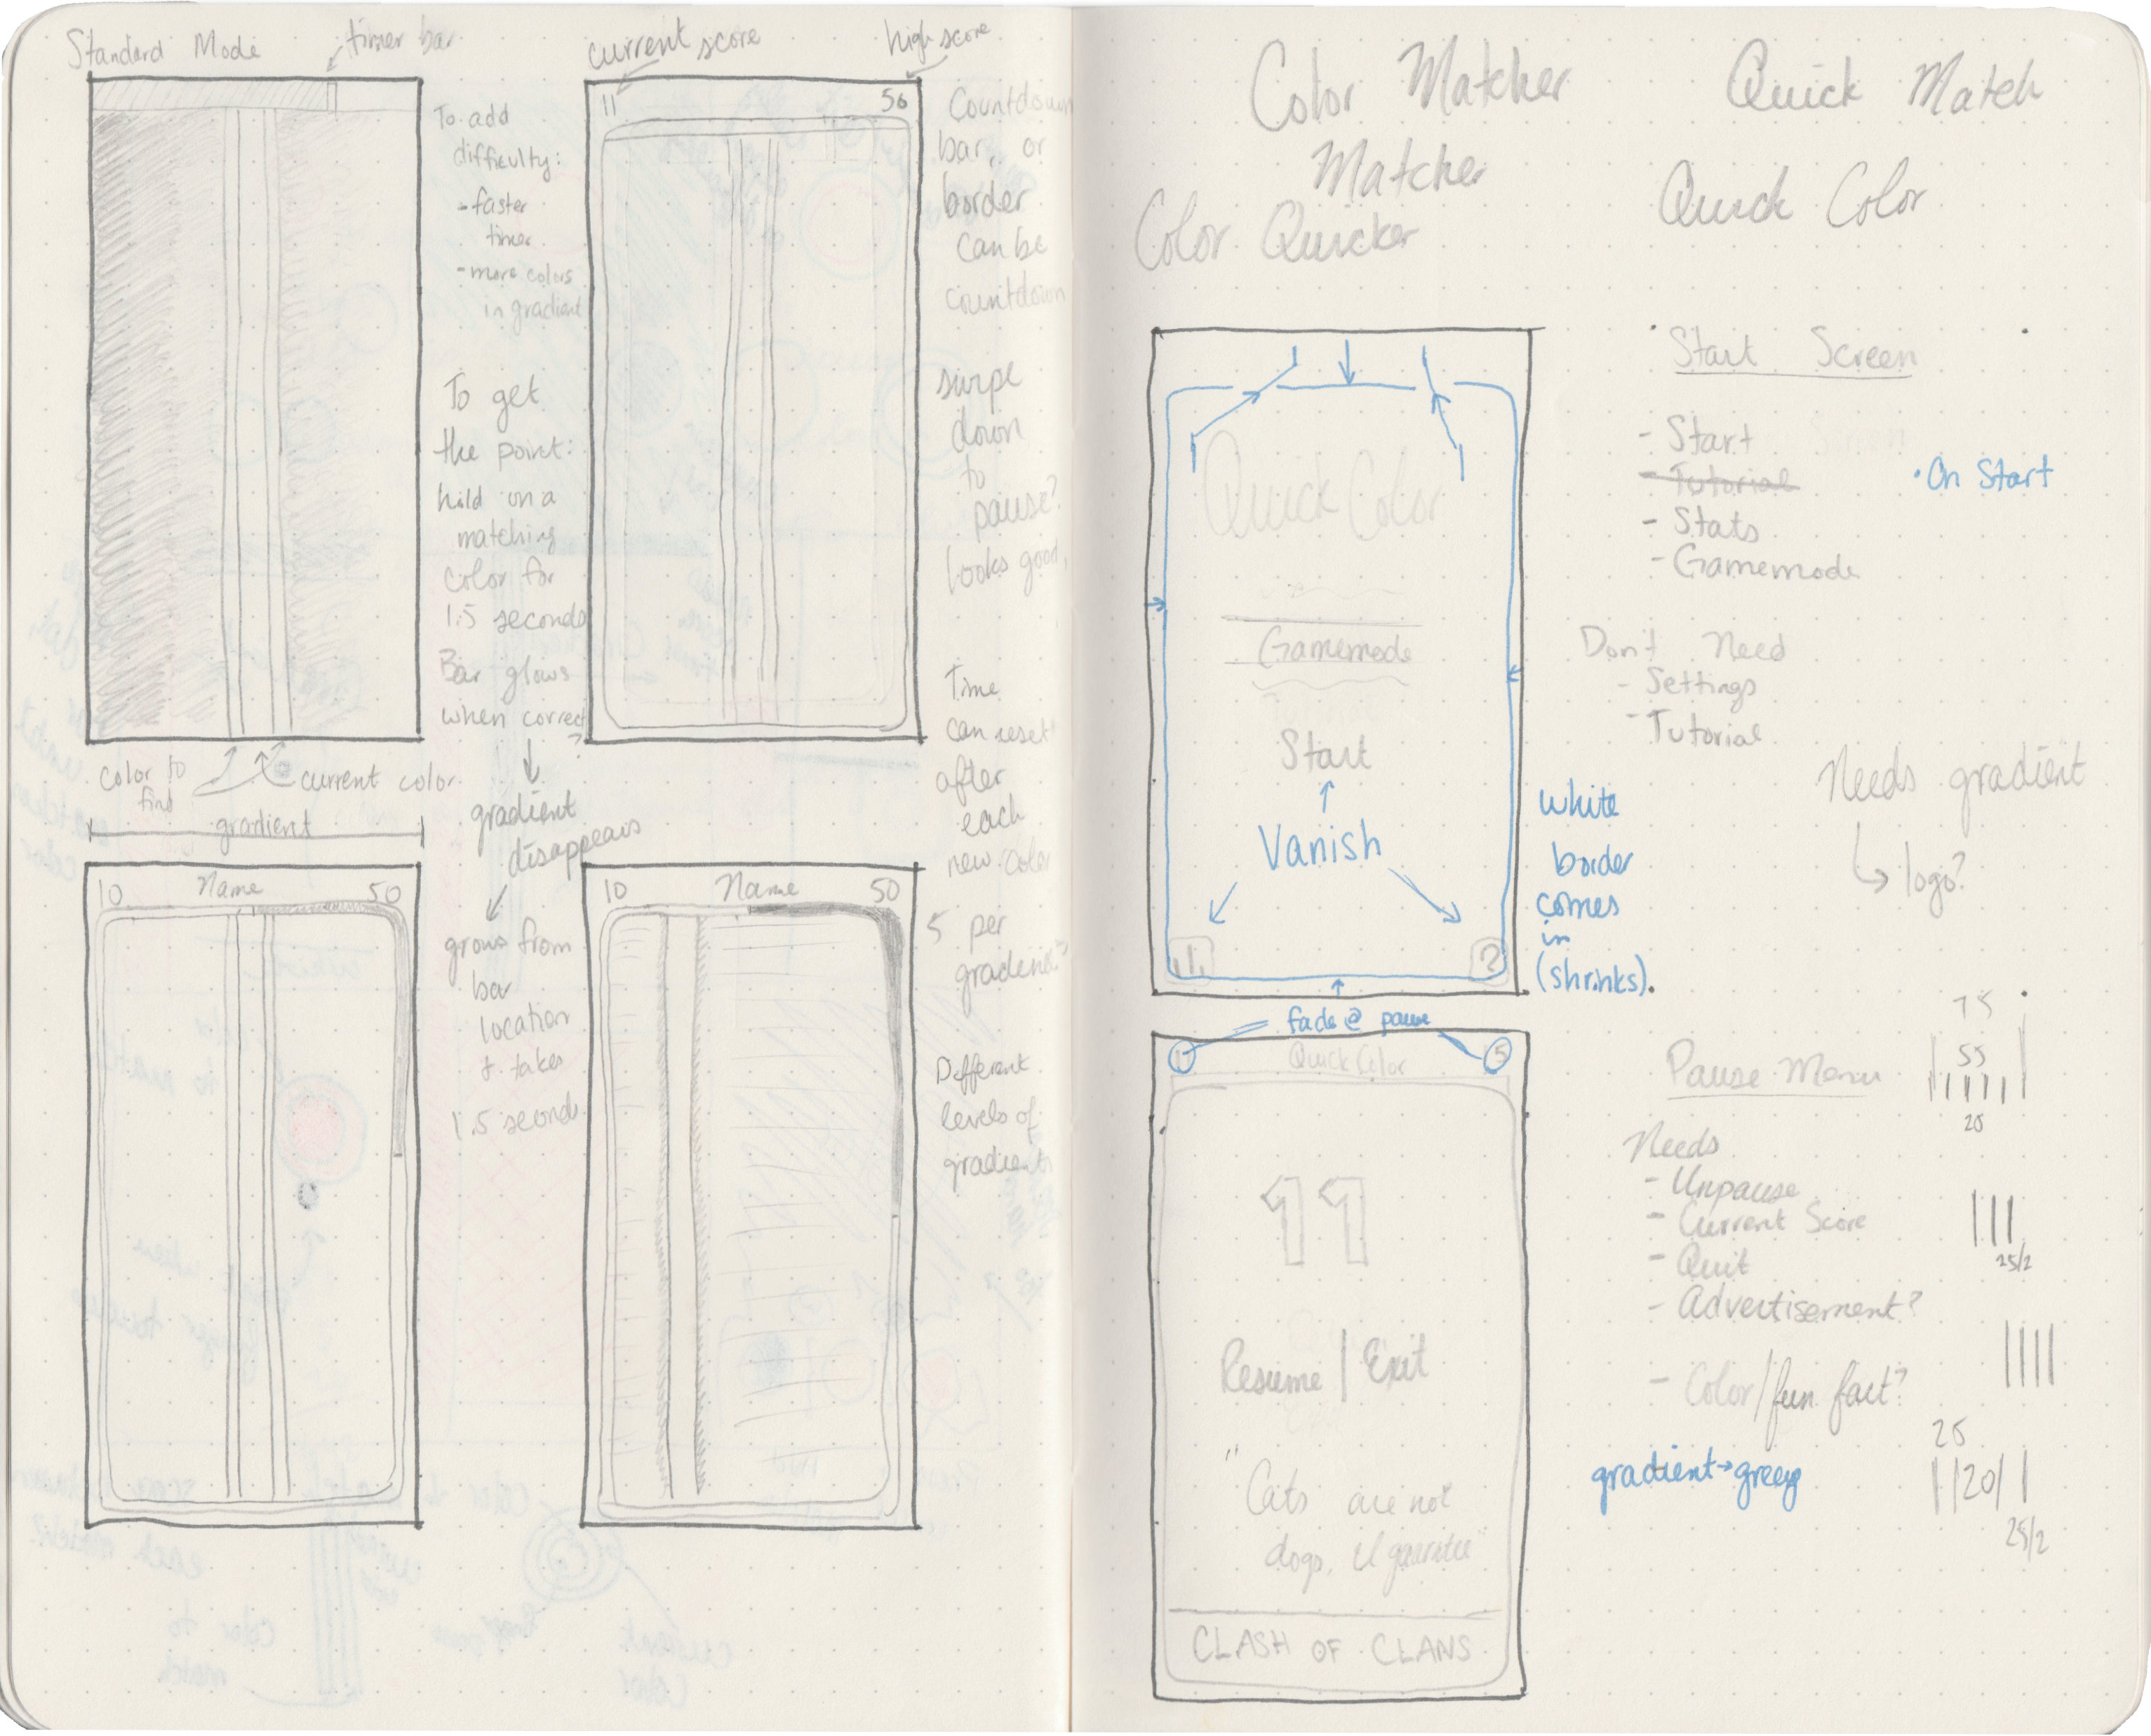 Standard Mode
timer bar
current score
high score
11
50
To add
difficulty:
- faster
timer
- more colors
in gradient
To get
the point:
hold on a
matching
color for
1.5 seconds
Bar glows
when correct
?
gradient
disappears
grows from
bar
location
& takes
1.5 seconds
color to
find
current color
gradient
Countdown
bar, or
border
can be
countdown
swipe
down
to
pause?
looks good,
Time
can reset
after
each
new color
5 per
gradient?
Different
levels of
gradients
10
Name
50
10
Name
50
Color Matcher
Matcher
Color Quicker
Quick Match
Quick Color
Quick Color
Gamemode
Start
Vanish
?
white
border
comes
in
(shrinks).
fade @ pause
Start Screen
- Start
- Tutorial
- Stats
- Gamemode
• On Start
Don't Need
- Settings
- Tutorial
Needs gradient
logo?
1
Quick Color
5
11
Resume | Exit
"Cats are not
dogs, I guarantee"
CLASH OF CLANS
Pause Menu
Needs
- Unpause
- Current Score
- Quit
- Advertisement?
- Color/fun fact?
gradient → grey
75
55
20
25/2
25
20
25/2